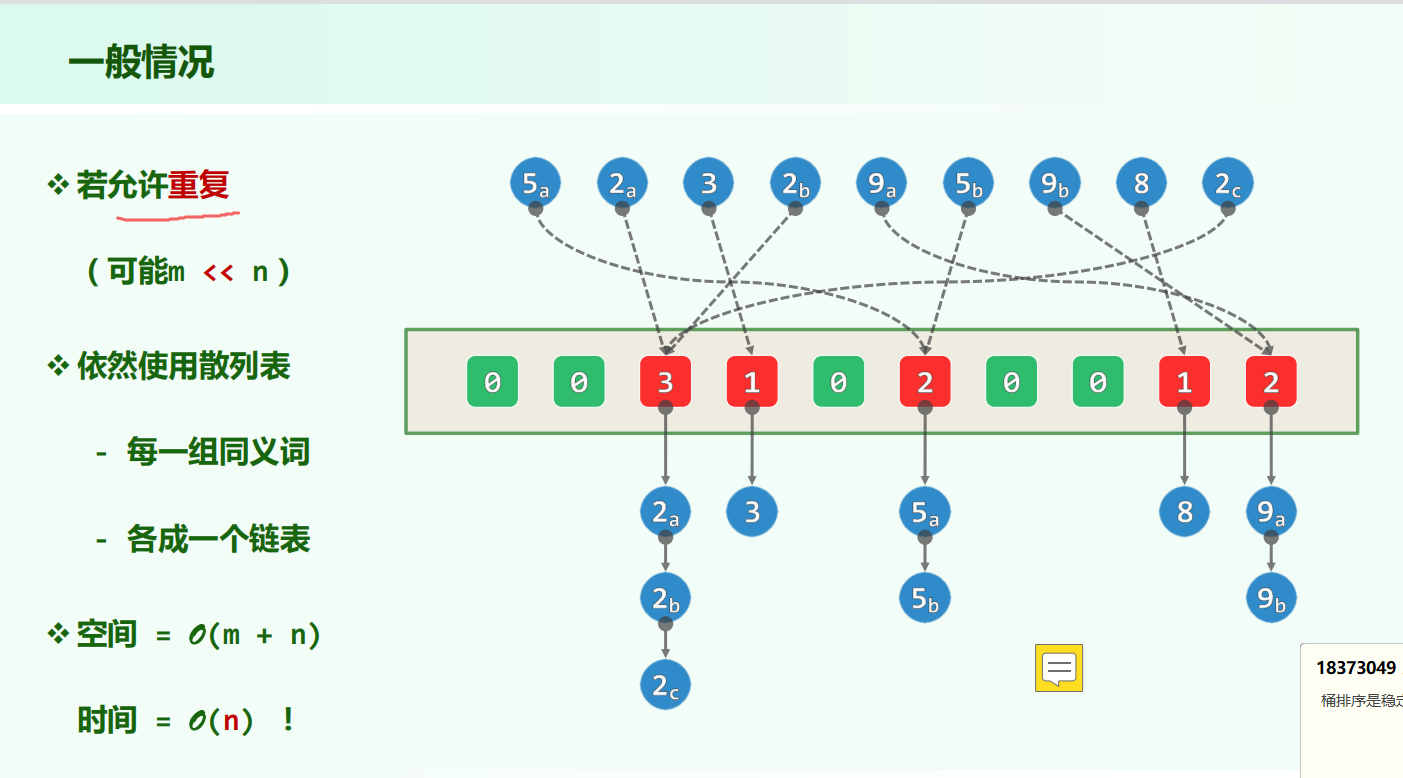 一般情况
❖ 若允许重复
(可能m << n)
❖ 依然使用散列表
- 每一组同义词
- 各成一个链表
❖ 空间 = O(m + n)
时间 = O(n) !
5a 2a 3 2b 9a 5b 9b 8 2c
0 0 3 1 0 2 0 0 1 2
2a 3 5a 8 9a
2b 5b 9b
2c
18373049
桶排序是稳定